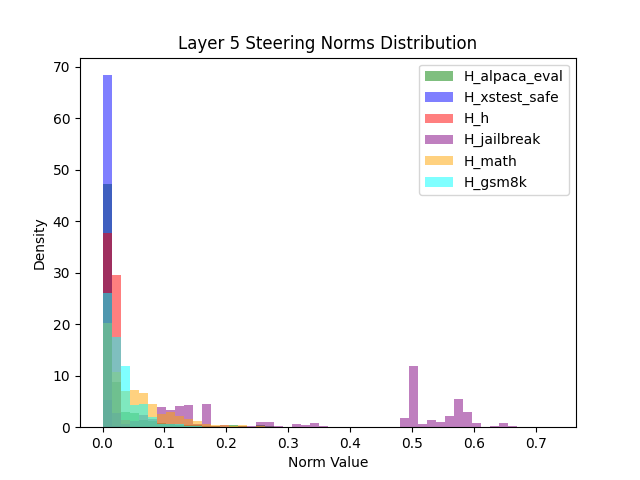 Layer 5 Steering Norms Distribution
70
60
50
40
30
20
10
0
Density
H_alpaca_eval
H_xstest_safe
H_h
H_jailbreak
H_math
H_gsm8k
0.0 0.1 0.2 0.3 0.4 0.5 0.6 0.7
Norm Value